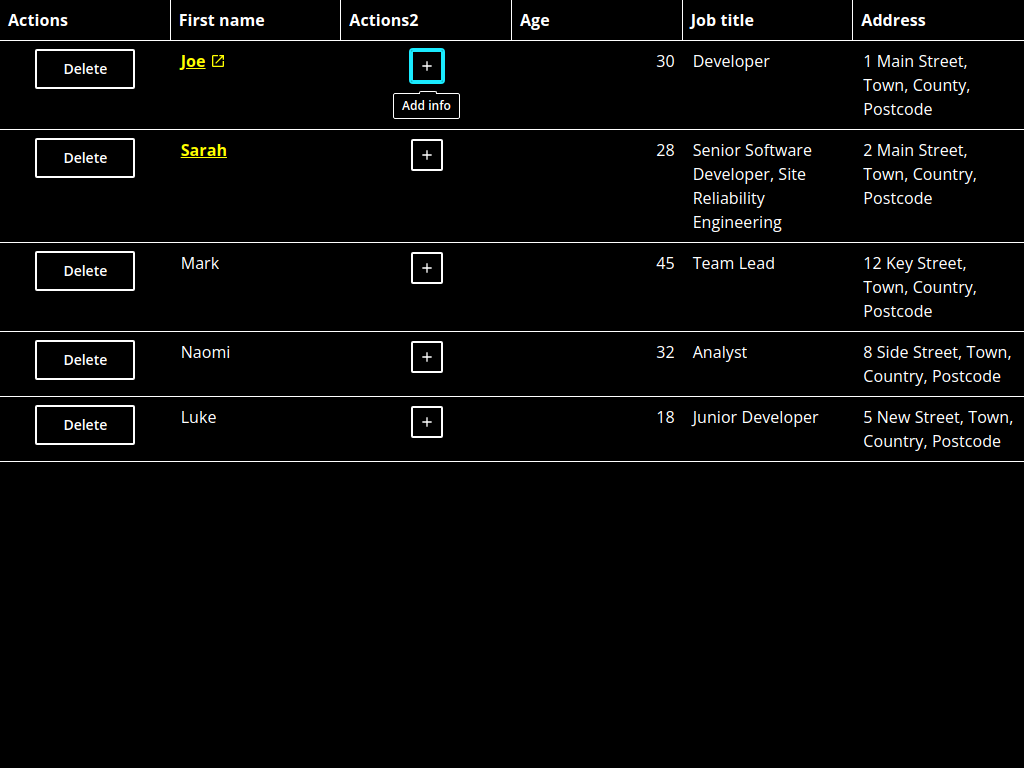 Actions First name Actions2 Age Job title Address
Delete Joe + 30 Developer 1 Main Street,
Town, County,
Add info
Postcode
Delete Sarah + 28 Senior Software 2 Main Street,
Developer, Site Town, Country,
Reliability Postcode
Engineering
Delete Mark + 45 Team Lead 12 Key Street,
Town, Country,
Postcode
Delete Naomi + 32 Analyst 8 Side Street, Town,
Country, Postcode
Delete Luke + 18 Junior Developer 5 New Street, Town,
Country, Postcode